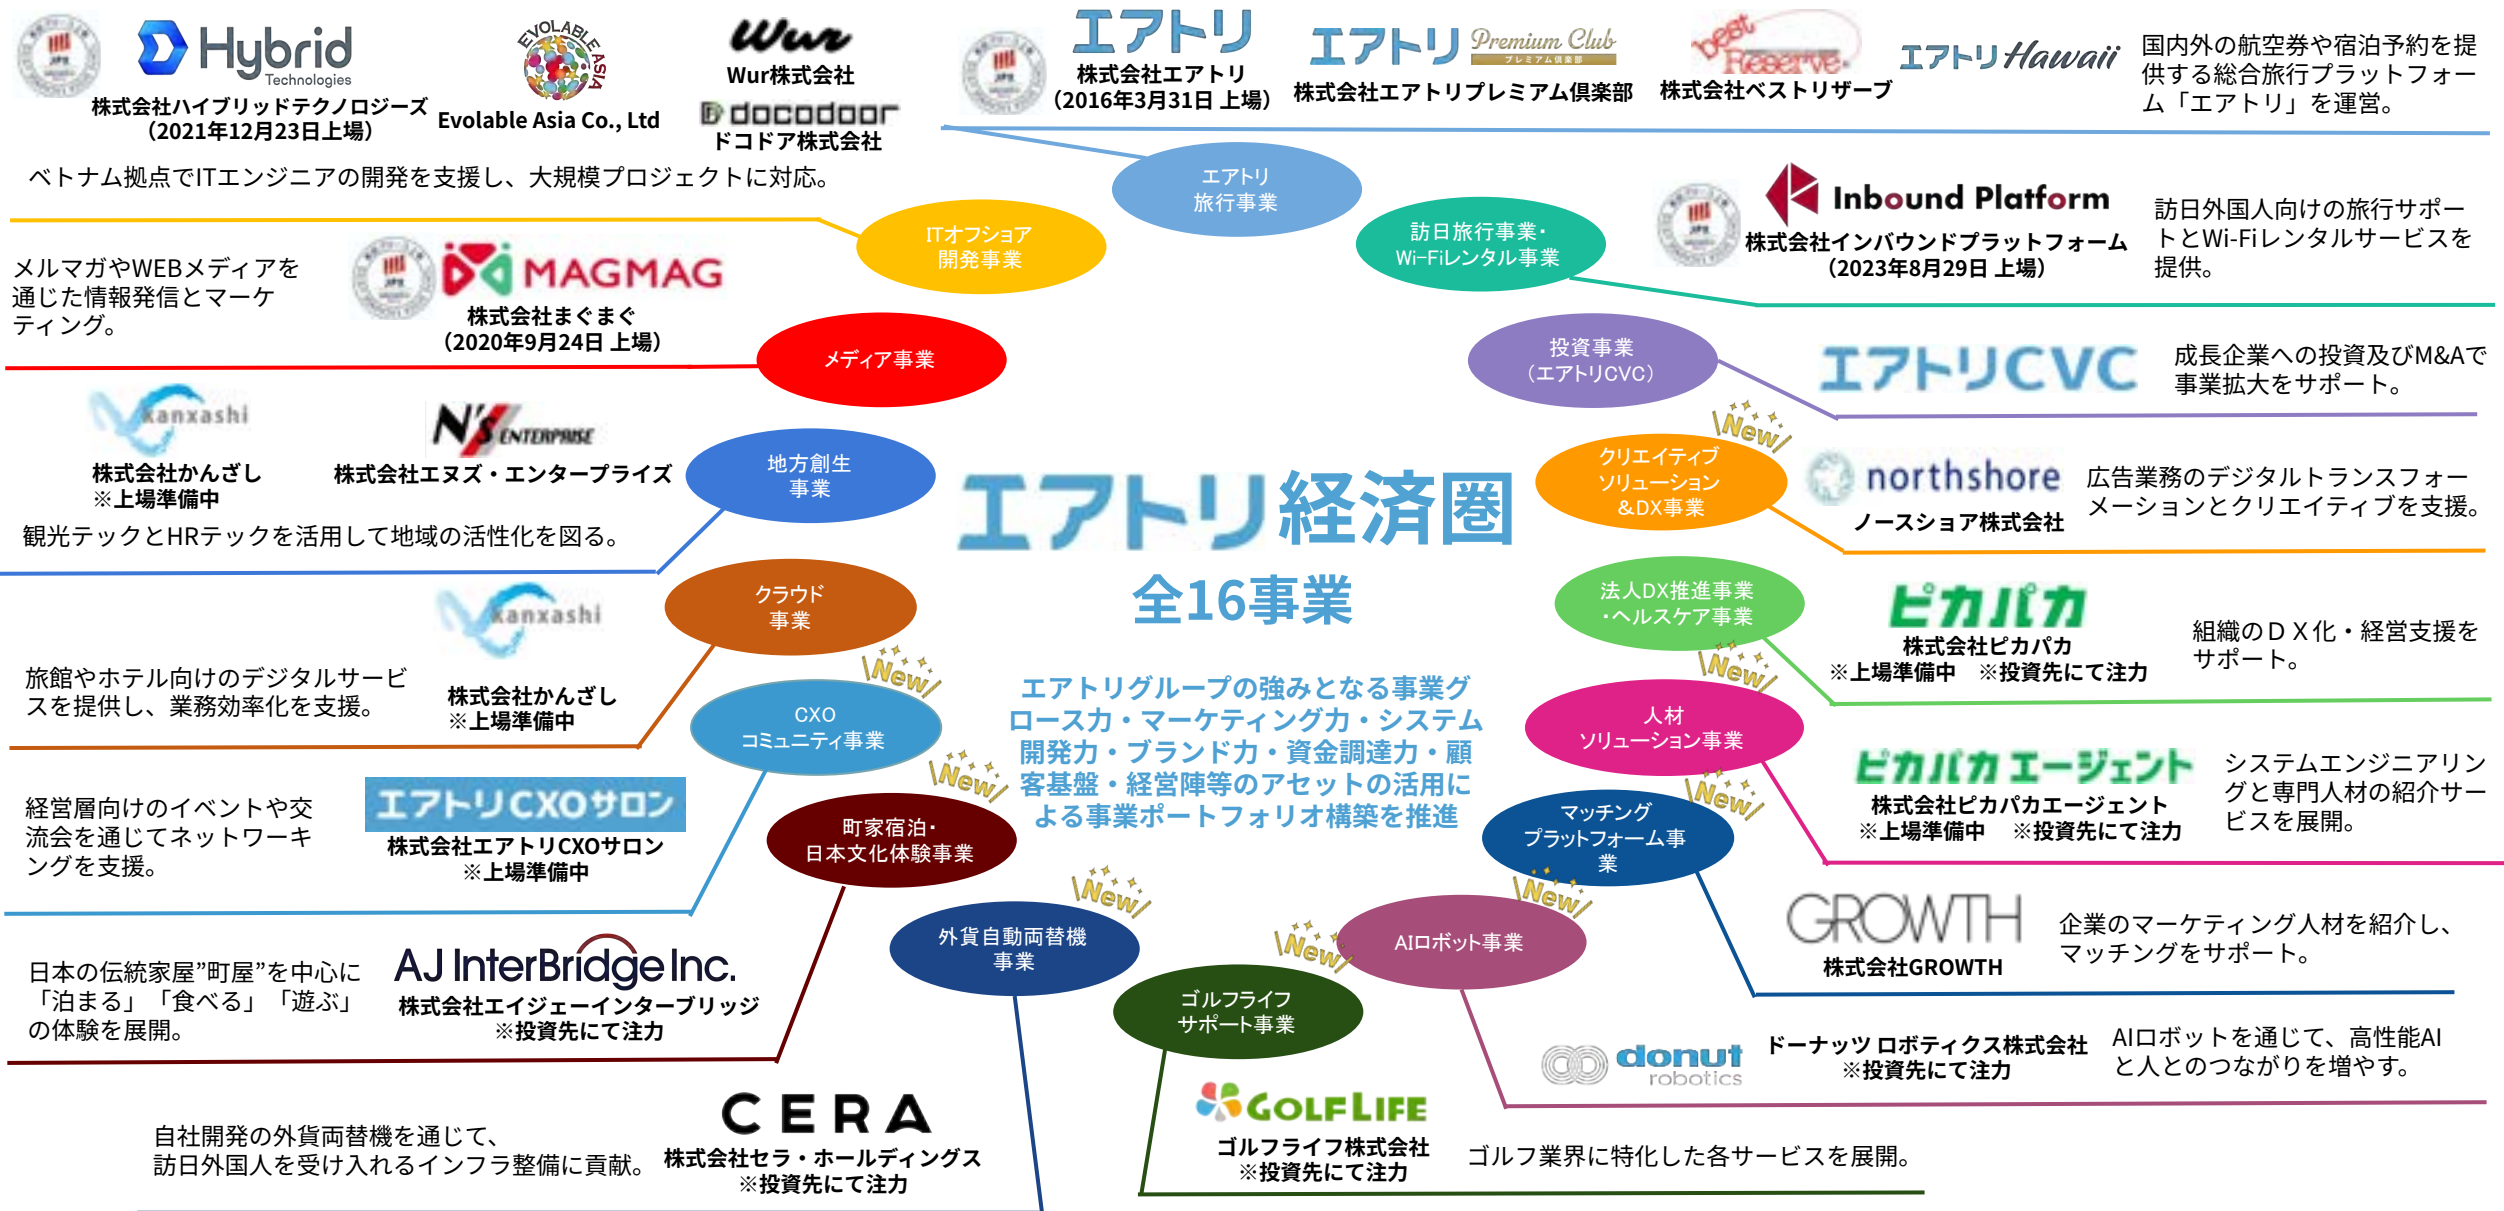 Hybrid
Technologies
株式会社ハイブリッドテクノロジーズ
（2021年12月23日上場）
EVOLABLE ASIA
Evolable Asia Co., Ltd
Wur
Wur株式会社
docodoor
ドコドア株式会社
ベトナム拠点でITエンジニアの開発を支援し、大規模プロジェクトに対応。
エアトリ
株式会社エアトリ
（2016年3月31日 上場）
エアトリ Premium Club
プレミアム倶楽部
株式会社エアトリプレミアム倶楽部
best Reserve.
株式会社ベストリザーブ
エアトリ Hawaii
国内外の航空券や宿泊予約を提
供する総合旅行プラットフォー
ム「エアトリ」を運営。
エアトリ
旅行事業
ITオフショア
開発事業
訪日旅行事業・
Wi-Fiレンタル事業
Inbound Platform
株式会社インバウンドプラットフォーム
（2023年8月29日 上場）
訪日外国人向けの旅行サポー
トとWi-Fiレンタルサービスを
提供。
メルマガやWEBメディアを
通じた情報発信とマーケ
ティング。
MAGMAG
株式会社まぐまぐ
（2020年9月24日 上場）
メディア事業
投資事業
（エアトリCVC）
エアトリCVC
成長企業への投資及びM&Aで
事業拡大をサポート。
kanxashi
株式会社かんざし
※上場準備中
N'S ENTERPRISE
株式会社エヌズ・エンタープライズ
地方創生
事業
観光テックとHRテックを活用して地域の活性化を図る。
エアトリ経済圏
全16事業
エアトリグループの強みとなる事業グ
ロース力・マーケティング力・システム
開発力・ブランド力・資金調達力・顧
客基盤・経営陣等のアセットの活用に
よる事業ポートフォリオ構築を推進
New
クリエイティブ
ソリューション
&DX事業
northshore
ノースショア株式会社
広告業務のデジタルトランスフォー
メーションとクリエイティブを支援。
クラウド
事業
kanxashi
株式会社かんざし
※上場準備中
旅館やホテル向けのデジタルサービ
スを提供し、業務効率化を支援。
法人DX推進事業
・ヘルスケア事業
ピカパカ
株式会社ピカパカ
※上場準備中　※投資先にて注力
組織のＤＸ化・経営支援を
サポート。
New
CXO
コミュニティ事業
経営層向けのイベントや交
流会を通じてネットワーキ
ングを支援。
エアトリCXOサロン
株式会社エアトリCXOサロン
※上場準備中
New
人材
ソリューション事業
ピカパカ エージェント
株式会社ピカパカエージェント
※上場準備中　※投資先にて注力
システムエンジニアリン
グと専門人材の紹介サー
ビスを展開。
New
町家宿泊・
日本文化体験事業
日本の伝統家屋”町屋”を中心に
「泊まる」「食べる」「遊ぶ」
の体験を展開。
AJ InterBridge Inc.
株式会社エイジェーインターブリッジ
※投資先にて注力
New
マッチング
プラットフォーム事
業
GROWTH
株式会社GROWTH
企業のマーケティング人材を紹介し、
マッチングをサポート。
New
外貨自動両替機
事業
自社開発の外貨両替機を通じて、
訪日外国人を受け入れるインフラ整備に貢献。
CERA
株式会社セラ・ホールディングス
※投資先にて注力
New
AIロボット事業
donut
robotics
ドーナッツ ロボティクス株式会社
※投資先にて注力
AIロボットを通じて、高性能AI
と人とのつながりを増やす。
New
ゴルフライフ
サポート事業
GOLFLIFE
ゴルフライフ株式会社
※投資先にて注力
ゴルフ業界に特化した各サービスを展開。